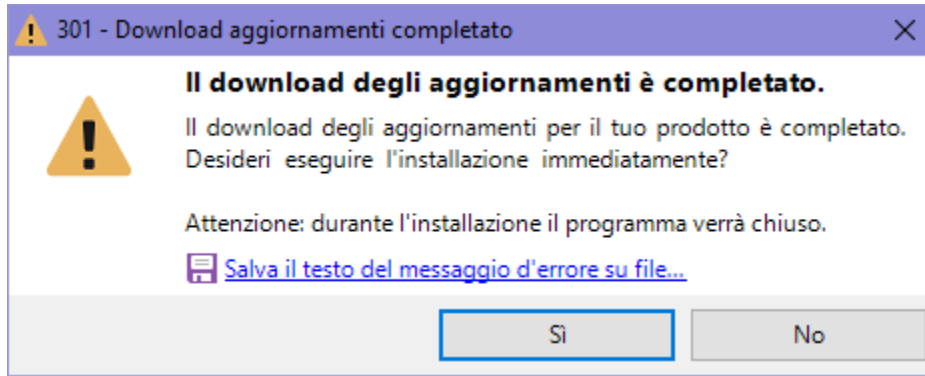 301 - Download aggiornamenti completato
Il download degli aggiornamenti è completato.
Il download degli aggiornamenti per il tuo prodotto è completato.
Desideri eseguire l'installazione immediatamente?
Attenzione: durante l'installazione il programma verrà chiuso.
Salva il testo del messaggio d'errore su file...
Sì
No